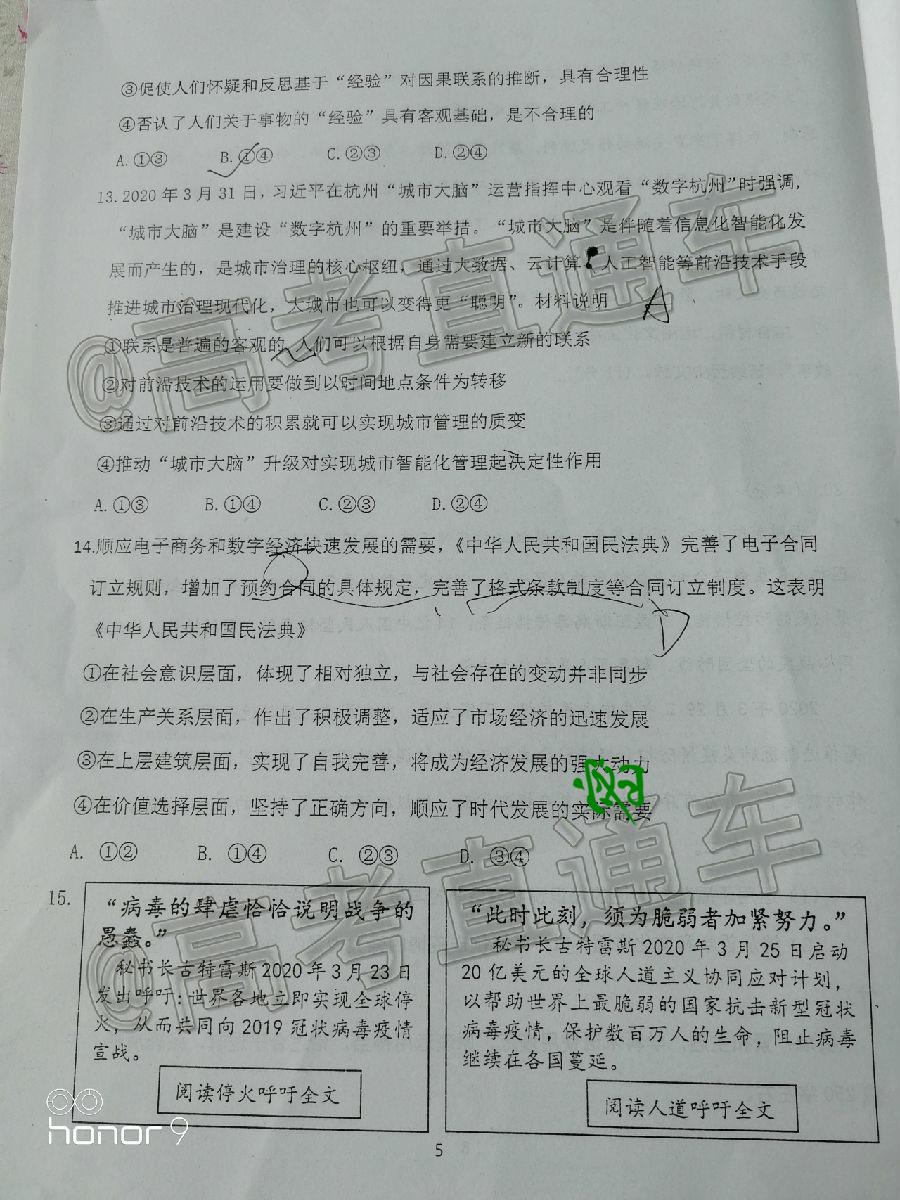 ③促使人们怀疑和反思基于“经验”对因果联系的推断，具有合理性
④否认了人们关于事物的“经验”具有客观基础，是不合理的
A.①③ B.①④ C.②③ D.②④
13.2020年3月31日，习近平在杭州“城市大脑”运营指挥中心观看“数字杭州”时强调，
“城市大脑”是建设“数字杭州”的重要举措。“城市大脑”是伴随着信息化智能化发
展而产生的，是城市治理的核心枢纽，通过大数据、云计算、人工智能等前沿技术手段
推进城市治理现代化，大城市也可以变得更“聪明”。材料说明
A
①联系是普遍的客观的，人们可以根据自身需要建立新的联系
②对前沿技术的运用要做到以时间地点条件为转移
③通过对前沿技术的积累就可以实现城市管理的质变
④推动“城市大脑”升级对实现城市智能化管理起决定性作用
A.①③ B.①④ C.②③ D.②④
14.顺应电子商务和数字经济快速发展的需要，《中华人民共和国民法典》完善了电子合同
订立规则，增加了预约合同的具体规定，完善了格式条款制度等合同订立制度。这表明
《中华人民共和国民法典》
D
①在社会意识层面，体现了相对独立，与社会存在的变动并非同步
②在生产关系层面，作出了积极调整，适应了市场经济的迅速发展
③在上层建筑层面，实现了自我完善，将成为经济发展的强大动力
④在价值选择层面，坚持了正确方向，顺应了时代发展的实际需要
A. ①② B. ①④ C. ②③ D. ③④
15.
“病毒的肆虐恰恰说明战争的
愚蠢。”
秘书长古特雷斯2020年3月23日
发出呼吁:世界各地立即实现全球停
火，从而共同向2019冠状病毒疫情
宣战。
阅读停火呼吁全文
“此时此刻，须为脆弱者加紧努力。”
秘书长古特雷斯2020年3月25日启动
20亿美元的全球人道主义协同应对计划，
以帮助世界上最脆弱的国家抗击新型冠状
病毒疫情，保护数百万人的生命，阻止病毒
继续在各国蔓延。
阅读人道呼吁全文
5
@高考直通车
@高考直通车
honor 9